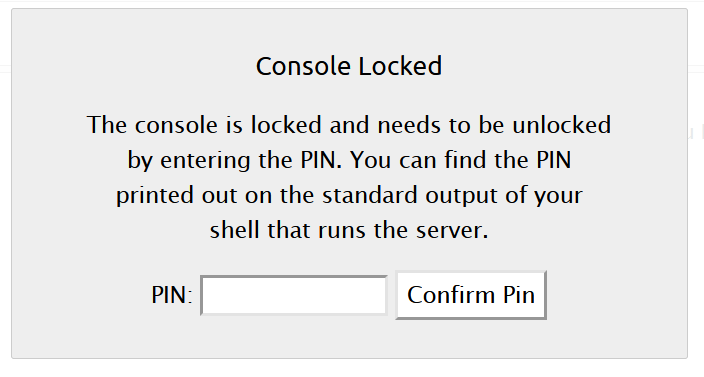 Console Locked
The console is locked and needs to be unlocked
by entering the PIN. You can find the PIN
printed out on the standard output of your
shell that runs the server.
PIN: Confirm Pin